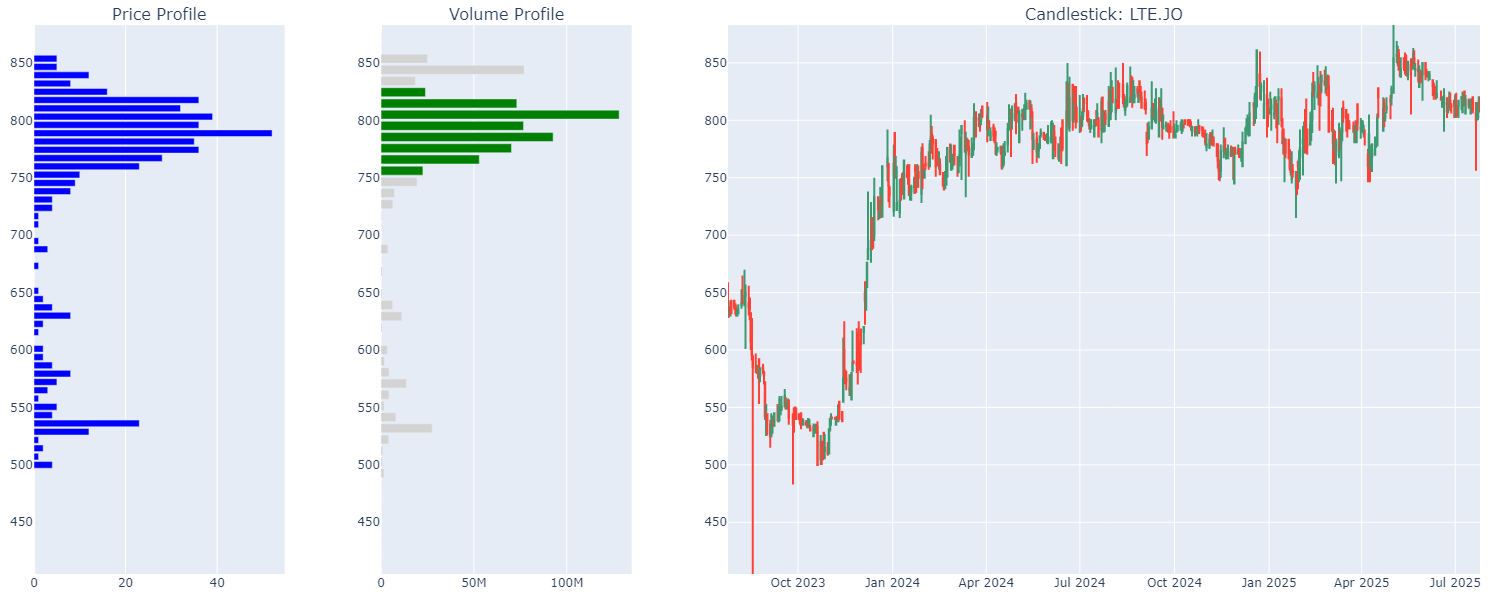 Price Profile
Volume Profile
Candlestick: LTE.JO
850
800
750
700
650
600
550
500
450
0
20
40
850
800
750
700
650
600
550
500
450
0
50M
100M
850
800
750
700
650
600
550
500
450
Oct 2023
Jan 2024
Apr 2024
Jul 2024
Oct 2024
Jan 2025
Apr 2025
Jul 2025